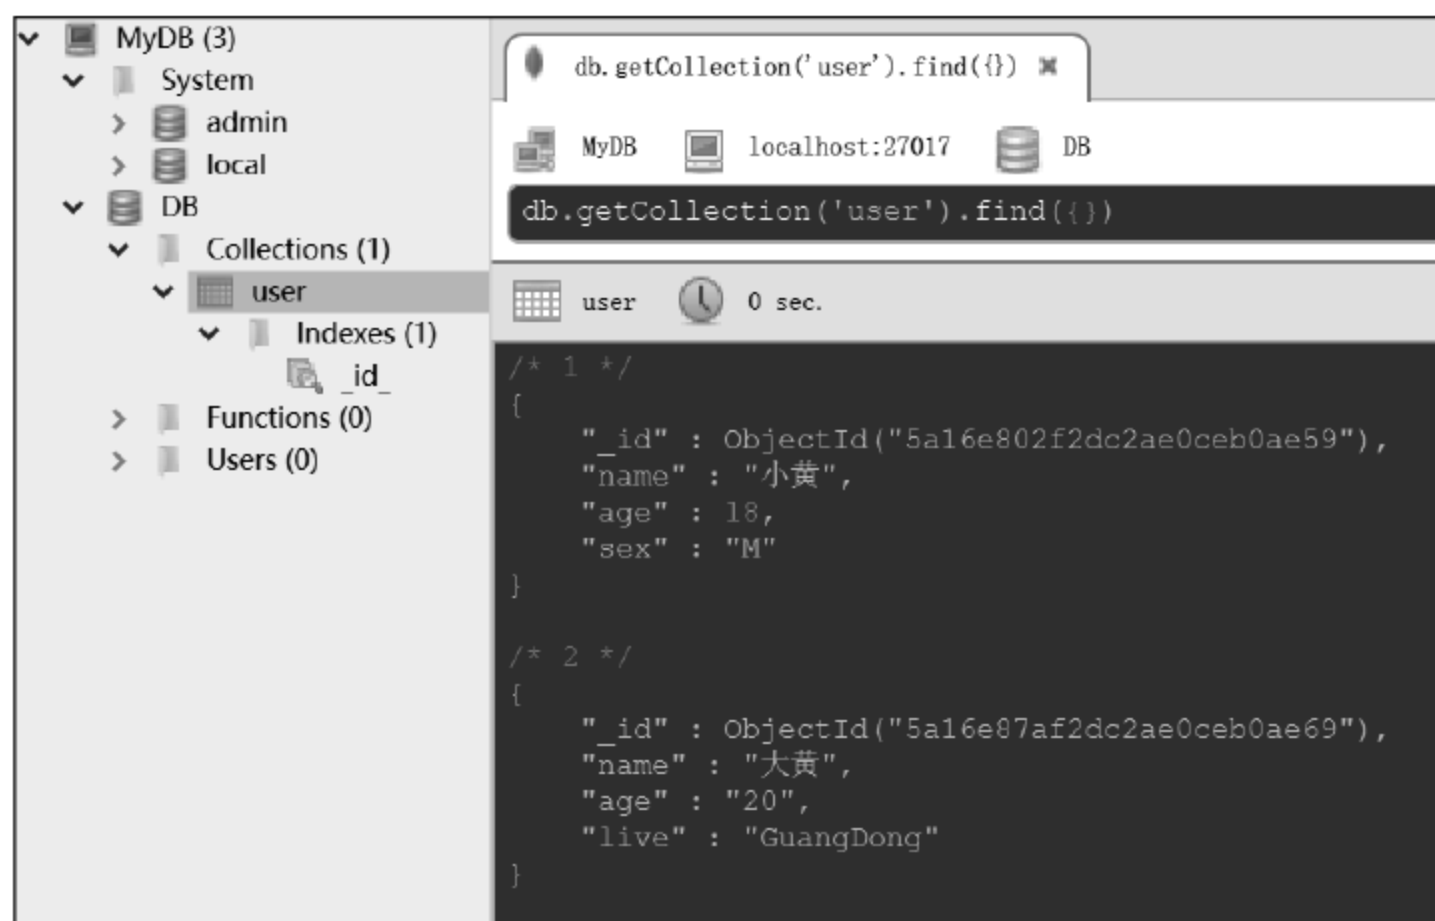 MyDB (3)
System
admin
local
DB
Collections (1)
user
Indexes (1)
_id_
Functions (0)
Users (0)
db.getCollection('user').find({})
MyDB localhost:27017 DB
db.getCollection('user').find({})
user 0 sec.
/* 1 */
{
"_id" : ObjectId("5a16e802f2dc2ae0ceb0ae59"),
"name" : "小黄",
"age" : 18,
"sex" : "M"
}
/* 2 */
{
"_id" : ObjectId("5a16e87af2dc2ae0ceb0ae69"),
"name" : "大黄",
"age" : "20",
"live" : "GuangDong"
}